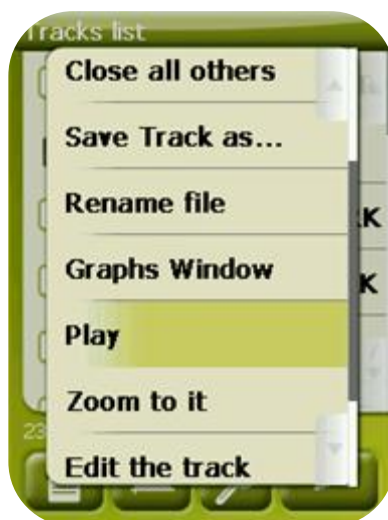 Tracks list
Close all others
Save Track as...
Rename file
K
Graphs Window
K
Play
Zoom to it
23
Edit the track